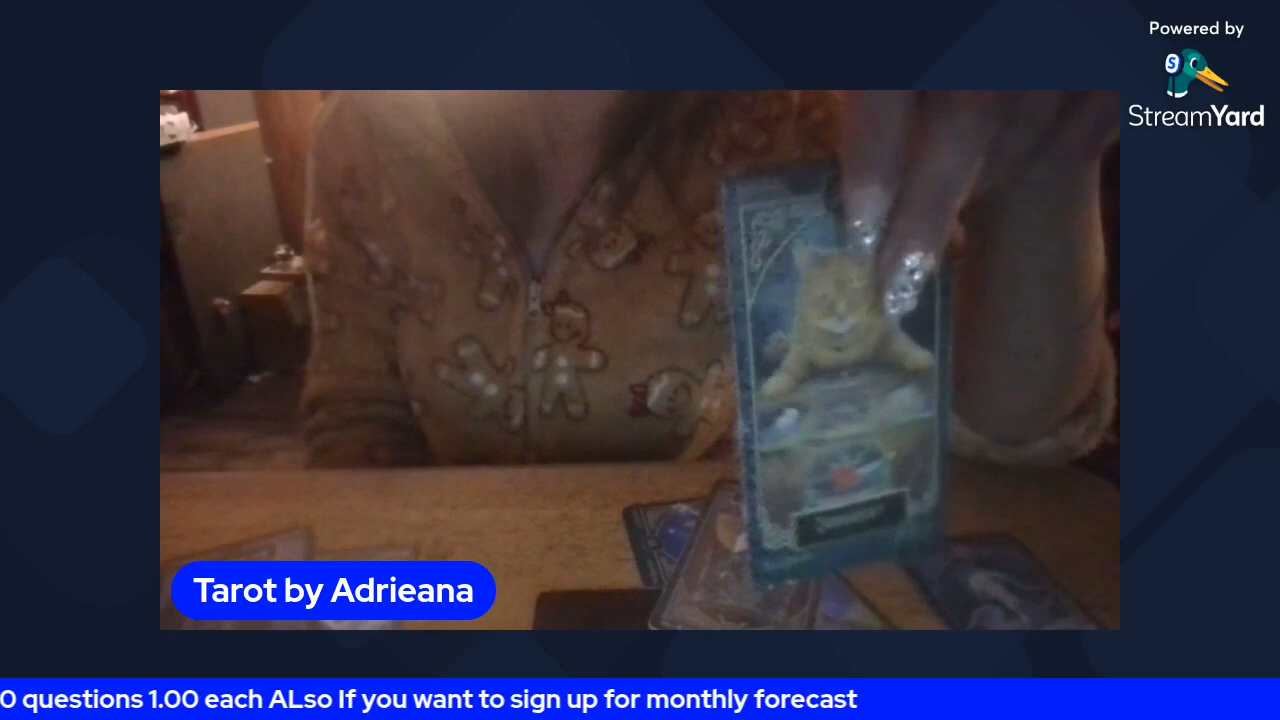 Powered by
S
StreamYard
Tarot by Adrieana
0 questions 1.00 each ALso If you want to sign up for monthly forecast